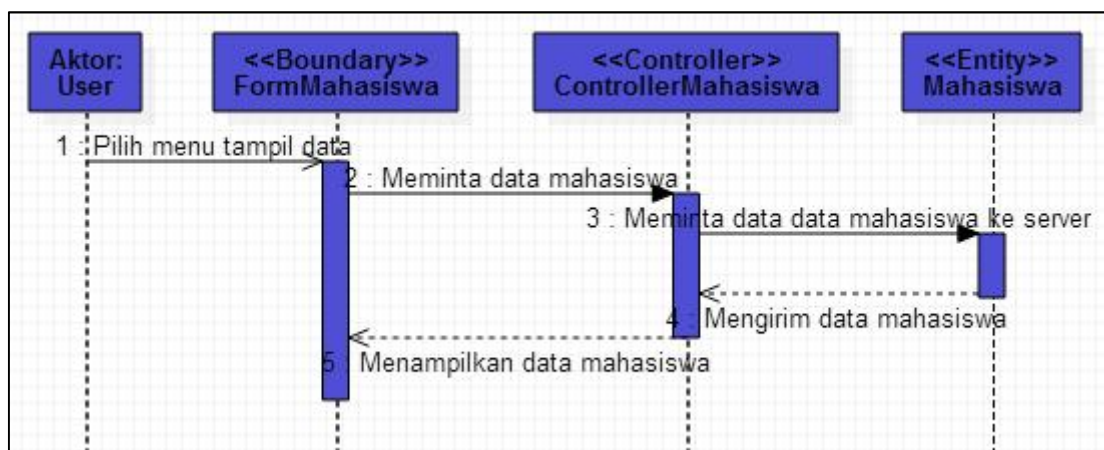 Aktor:
User
<<Boundary>>
FormMahasiswa
<<Controller>>
ControllerMahasiswa
<<Entity>>
Mahasiswa
1 : Pilih menu tampil data
2 : Meminta data mahasiswa
3 : Meminta data data mahasiswa ke server
4 : Mengirim data mahasiswa
5 : Menampilkan data mahasiswa